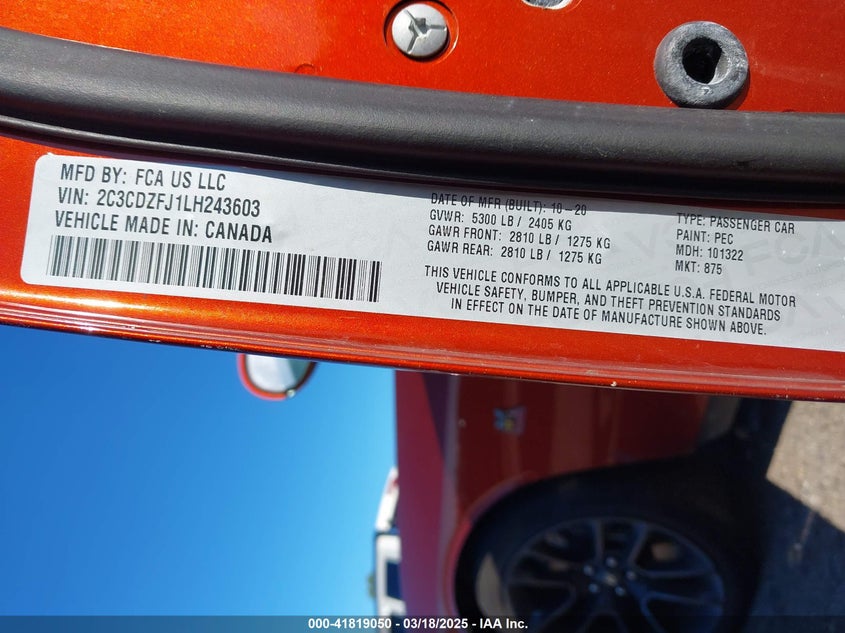 MFD BY: FCA US LLC
VIN: 2C3CDZFJ1LH243603
VEHICLE MADE IN: CANADA
DATE OF MFR (BUILT): 10-20
GVWR: 5300 LB / 2405 KG
GAWR FRONT: 2810 LB / 1275 KG
GAWR REAR: 2810 LB / 1275 KG
TYPE: PASSENGER CAR
PAINT: PEC
MDH: 101322
MKT: 875
THIS VEHICLE CONFORMS TO ALL APPLICABLE U.S.A. FEDERAL MOTOR
VEHICLE SAFETY, BUMPER, AND THEFT PREVENTION STANDARDS
IN EFFECT ON THE DATE OF MANUFACTURE SHOWN ABOVE.
000-41819050 - 03/18/2025 - IAA Inc.